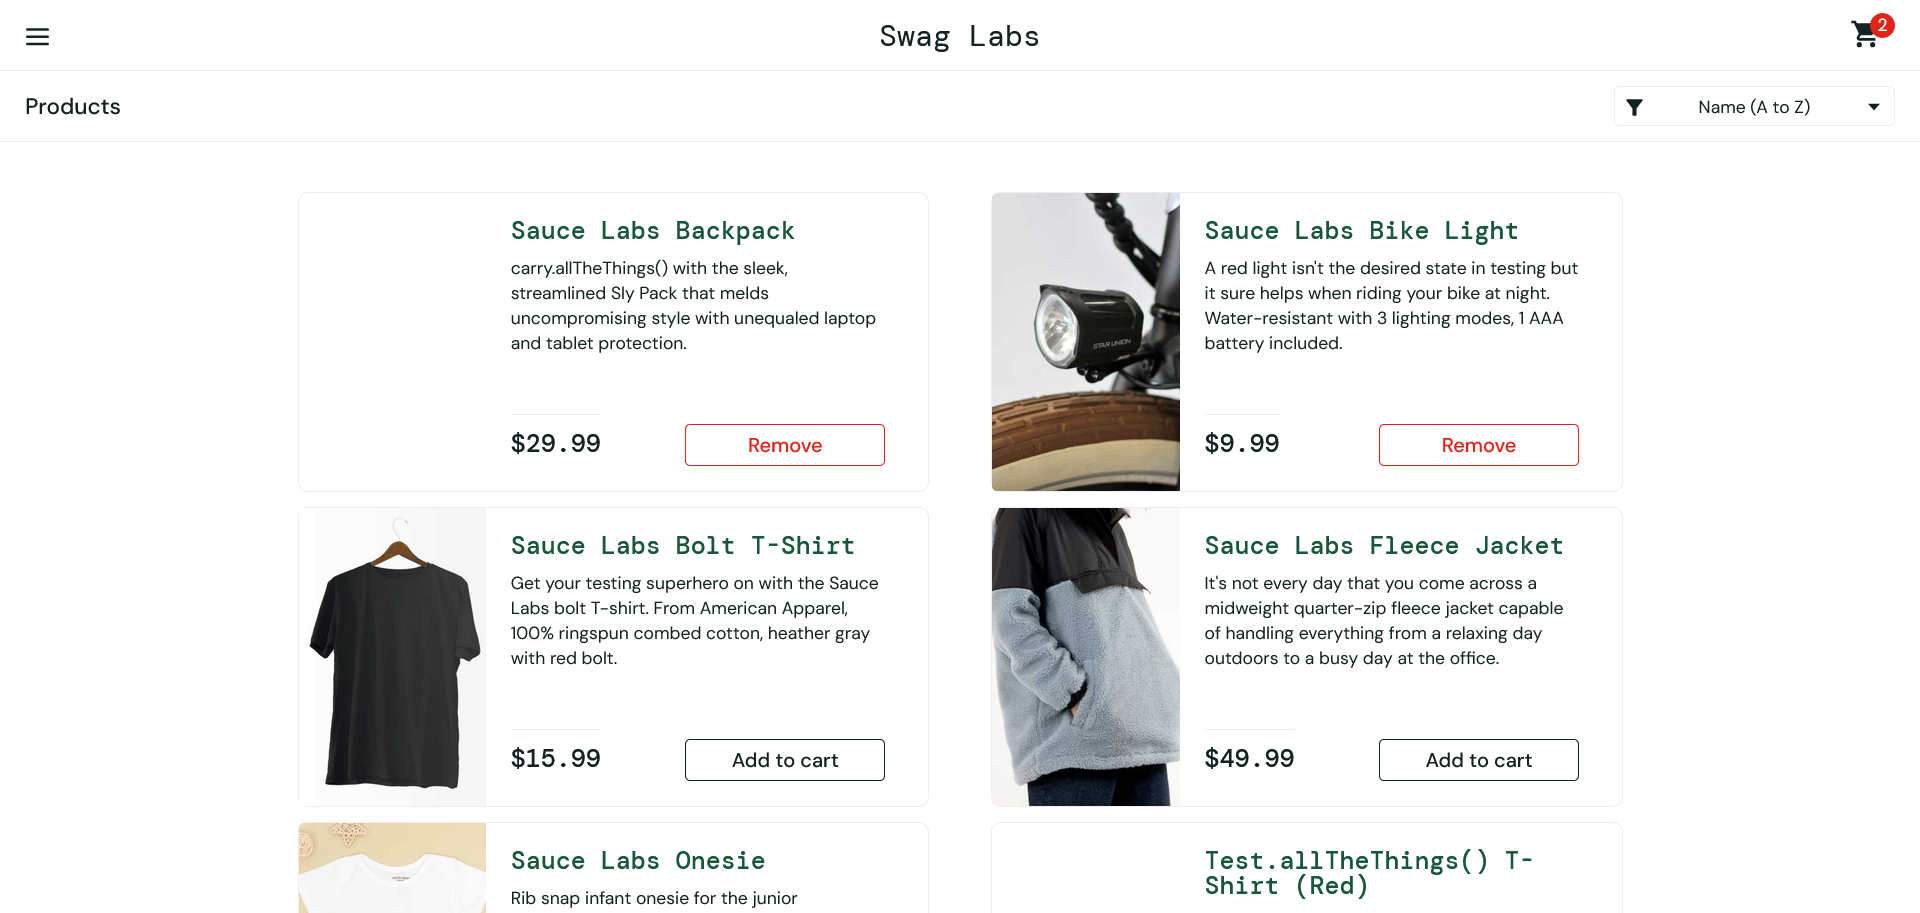 Swag Labs
2
Products
Name (A to Z)
Sauce Labs Backpack
carry.allTheThings() with the sleek,
streamlined Sly Pack that melds
uncompromising style with unequaled laptop
and tablet protection.
$29.99
Remove
Sauce Labs Bike Light
A red light isn't the desired state in testing but
it sure helps when riding your bike at night.
Water-resistant with 3 lighting modes, 1 AAA
battery included.
$9.99
Remove
STAR UNION
Sauce Labs Bolt T-Shirt
Get your testing superhero on with the Sauce
Labs bolt T-shirt. From American Apparel,
100% ringspun combed cotton, heather gray
with red bolt.
$15.99
Add to cart
Sauce Labs Fleece Jacket
It's not every day that you come across a
midweight quarter-zip fleece jacket capable
of handling everything from a relaxing day
outdoors to a busy day at the office.
$49.99
Add to cart
Sauce Labs Onesie
Rib snap infant onesie for the junior
Test.allTheThings() T-
Shirt (Red)